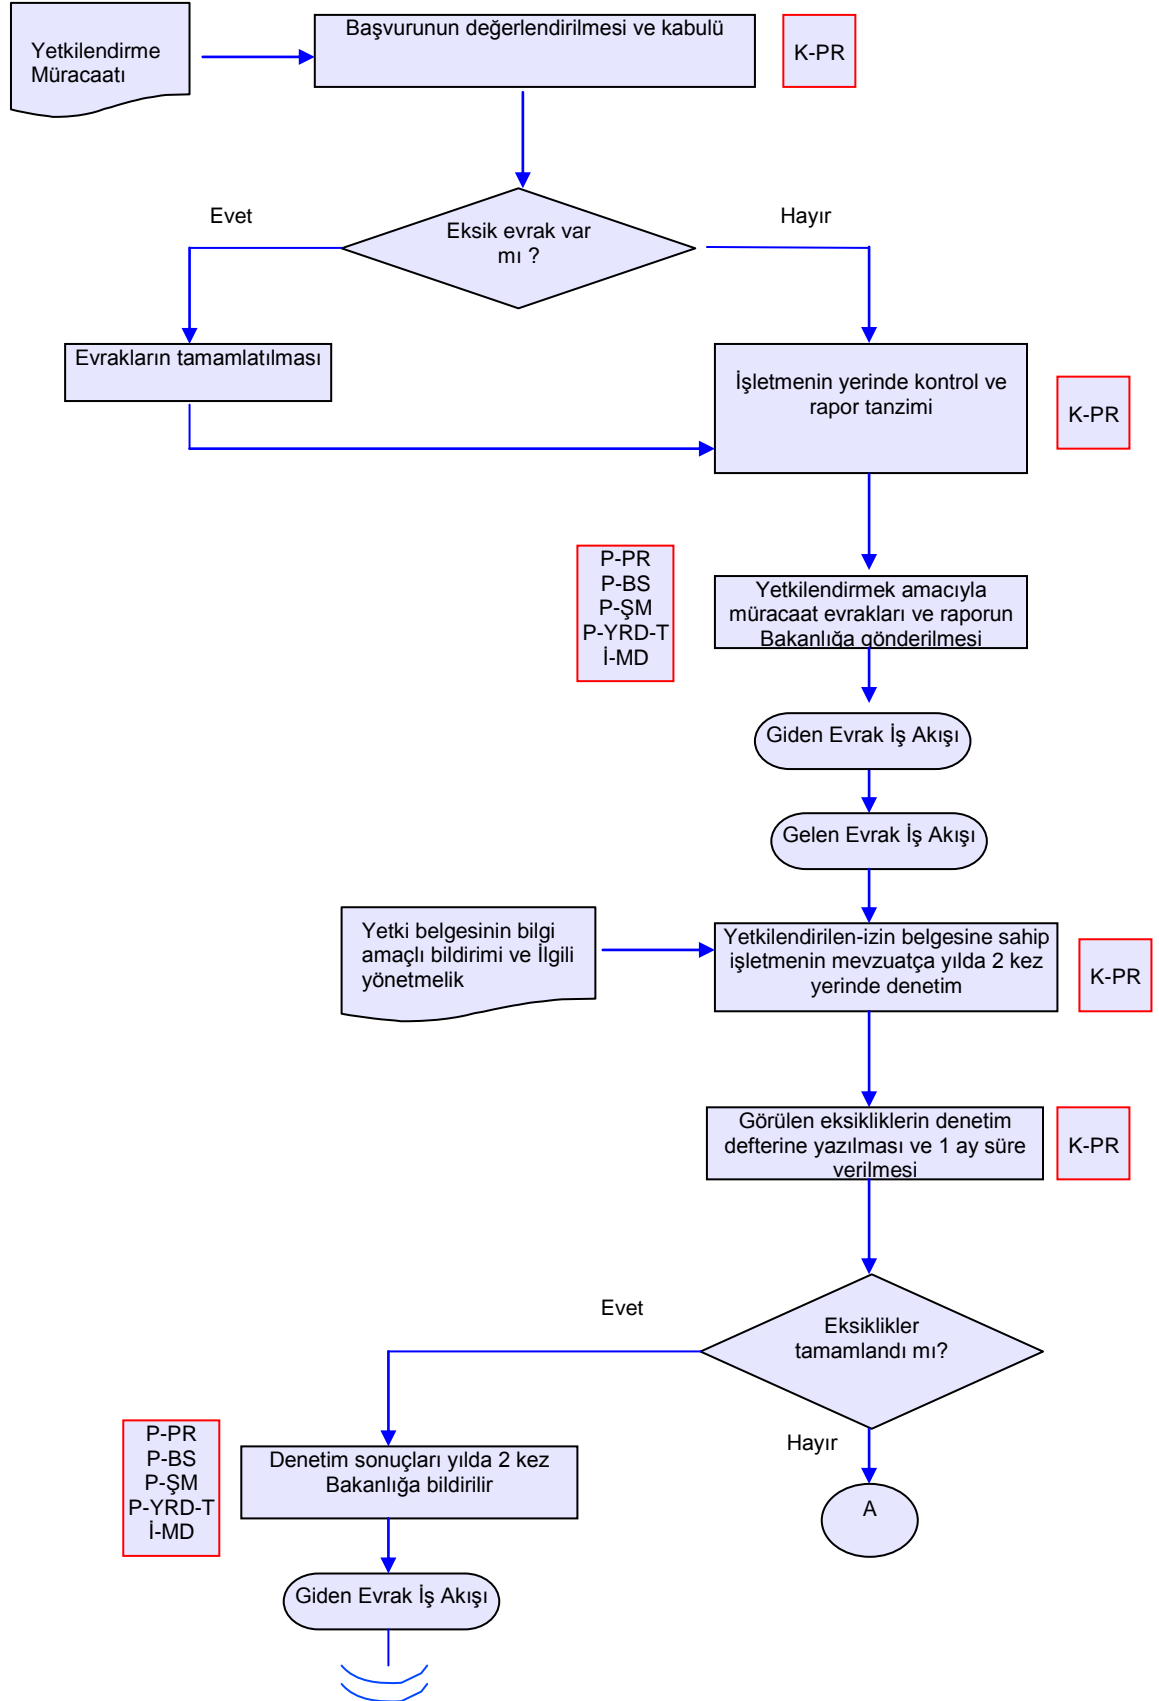 Yetkilendirme
Müracaatı
Başvurunun değerlendirilmesi ve kabulü
K-PR
Evet
Eksik evrak var
mı ?
Hayır
Evrakların tamamlatılması
İşletmenin yerinde kontrol ve
rapor tanzimi
K-PR
P-PR
P-BS
P-ŞM
P-YRD-T
İ-MD
Yetkilendirmek amacıyla
müracaat evrakları ve raporun
Bakanlığa gönderilmesi
Giden Evrak İş Akışı
Gelen Evrak İş Akışı
Yetki belgesinin bilgi
amaçlı bildirimi ve İlgili
yönetmelik
Yetkilendirilen-izin belgesine sahip
işletmenin mevzuatça yılda 2 kez
yerinde denetim
K-PR
Görülen eksikliklerin denetim
defterine yazılması ve 1 ay süre
verilmesi
K-PR
Evet
Eksiklikler
tamamlandı mı?
Hayır
A
P-PR
P-BS
P-ŞM
P-YRD-T
İ-MD
Denetim sonuçları yılda 2 kez
Bakanlığa bildirilir
Giden Evrak İş Akışı